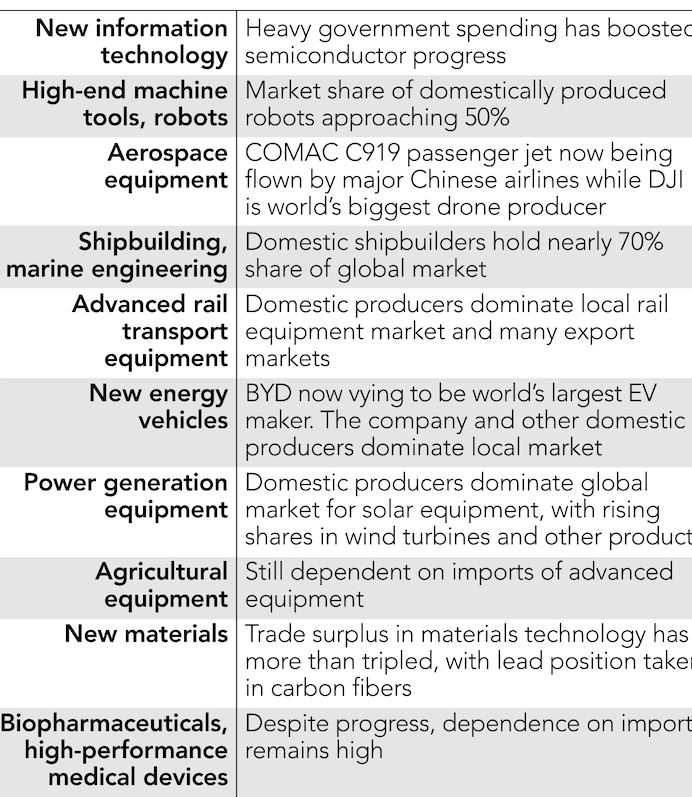 New information Heavy government spending has boosted
technology semiconductor progress
High-end machine Market share of domestically produced
tools, robots robots approaching 50%
Aerospace COMAC C919 passenger jet now being
equipment flown by major Chinese airlines while DJI
is world’s biggest drone producer
Shipbuilding, Domestic shipbuilders hold nearly 70%
marine engineering share of global market
Advanced rail Domestic producers dominate local rail
transport equipment market and many export
equipment markets
New energy BYD now vying to be world’s largest EV
vehicles maker. The company and other domestic
producers dominate local market
Power generation Domestic producers dominate global
equipment market for solar equipment, with rising
shares in wind turbines and other product
Agricultural Still dependent on imports of advanced
equipment equipment
New materials Trade surplus in materials technology has
more than tripled, with lead position taken
in carbon fibers
Biopharmaceuticals, Despite progress, dependence on import
high-performance remains high
medical devices